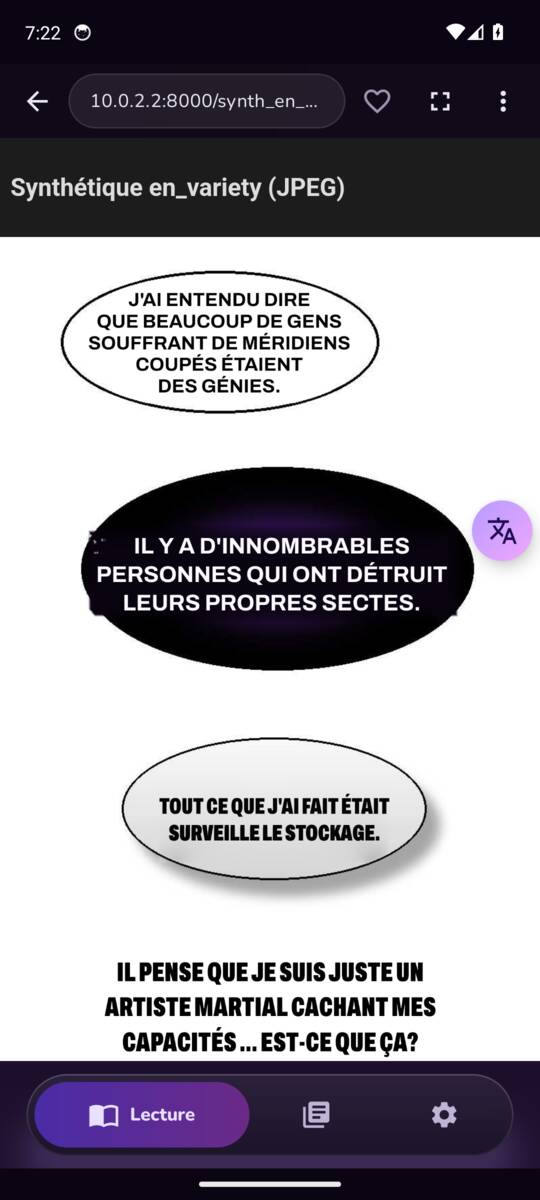 7:22
10.0.2.2:8000/synth_en_...
Synthétique en_variety (JPEG)
J'AI ENTENDU DIRE
QUE BEAUCOUP DE GENS
SOUFFRANT DE MÉRIDIENS
COUPÉS ÉTAIENT
DES GÉNIES.
IL Y A D'INNOMBRABLES
PERSONNES QUI ONT DÉTRUIT
LEURS PROPRES SECTES.
TOUT CE QUE J'AI FAIT ÉTAIT
SURVEILLE LE STOCKAGE.
IL PENSE QUE JE SUIS JUSTE UN
ARTISTE MARTIAL CACHANT MES
CAPACITÉS ... EST-CE QUE ÇA?
Lecture